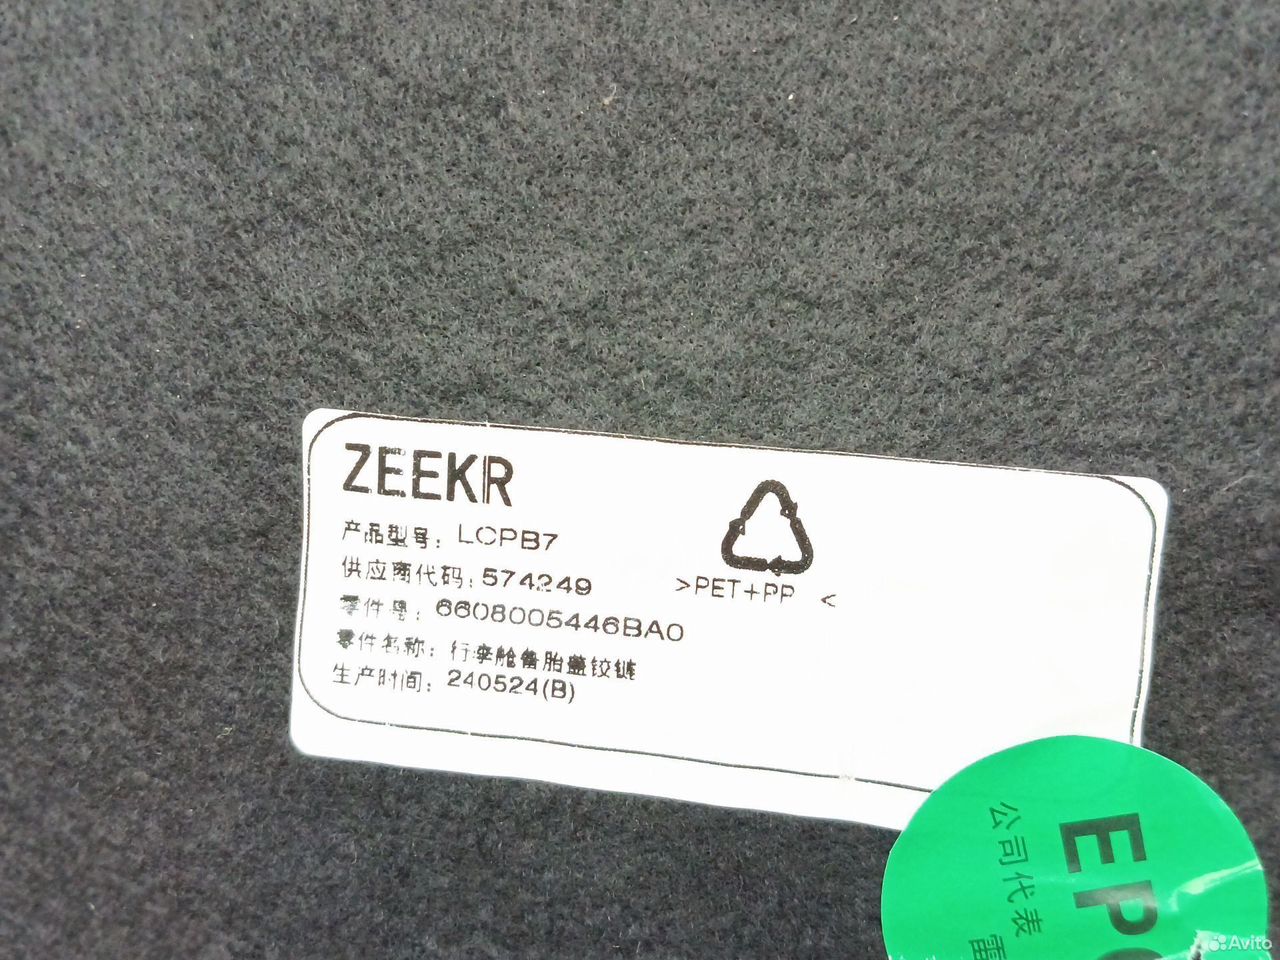 ZEEKR
产品型号: LCPB7
供应商代码: 574249
>PET+PP <
零件号: 6608005446BA0
零件名称: 行李舱备胎盖铰链
生产时间: 240524(B)
公司代表
EP
雷
Avito